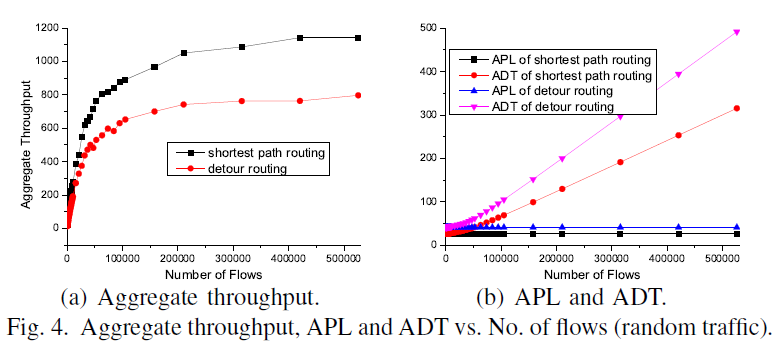 1200
1000
800
600
400
200
0
Aggregate Throughput
shortest path routing
detour routing
0 100000 200000 300000 400000 500000
Number of Flows
(a) Aggregate throughput.
500
400
300
200
100
0
APL of shortest path routing
ADT of shortest path routing
APL of detour routing
ADT of detour routing
0 100000 200000 300000 400000 500000
Number of Flows
(b) APL and ADT.
Fig. 4. Aggregate throughput, APL and ADT vs. No. of flows (random traffic).